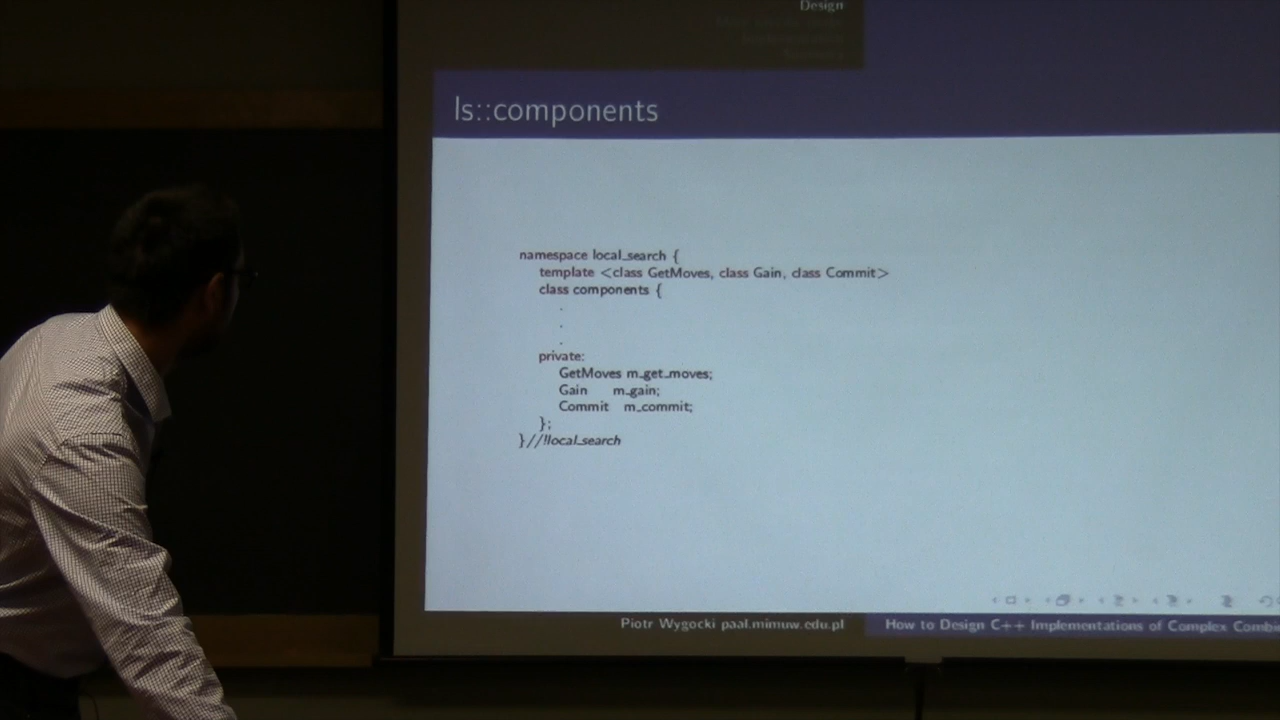 Design
ls::components
namespace local_search {
template <class GetMoves, class Gain, class Commit>
class components {
.
.
.
private:
GetMoves m_get_moves;
Gain m_gain;
Commit m_commit;
};
}//!local_search
Piotr Wygocki paal.mimuw.edu.pl
How to Design C++ Implementations of Complex Combi